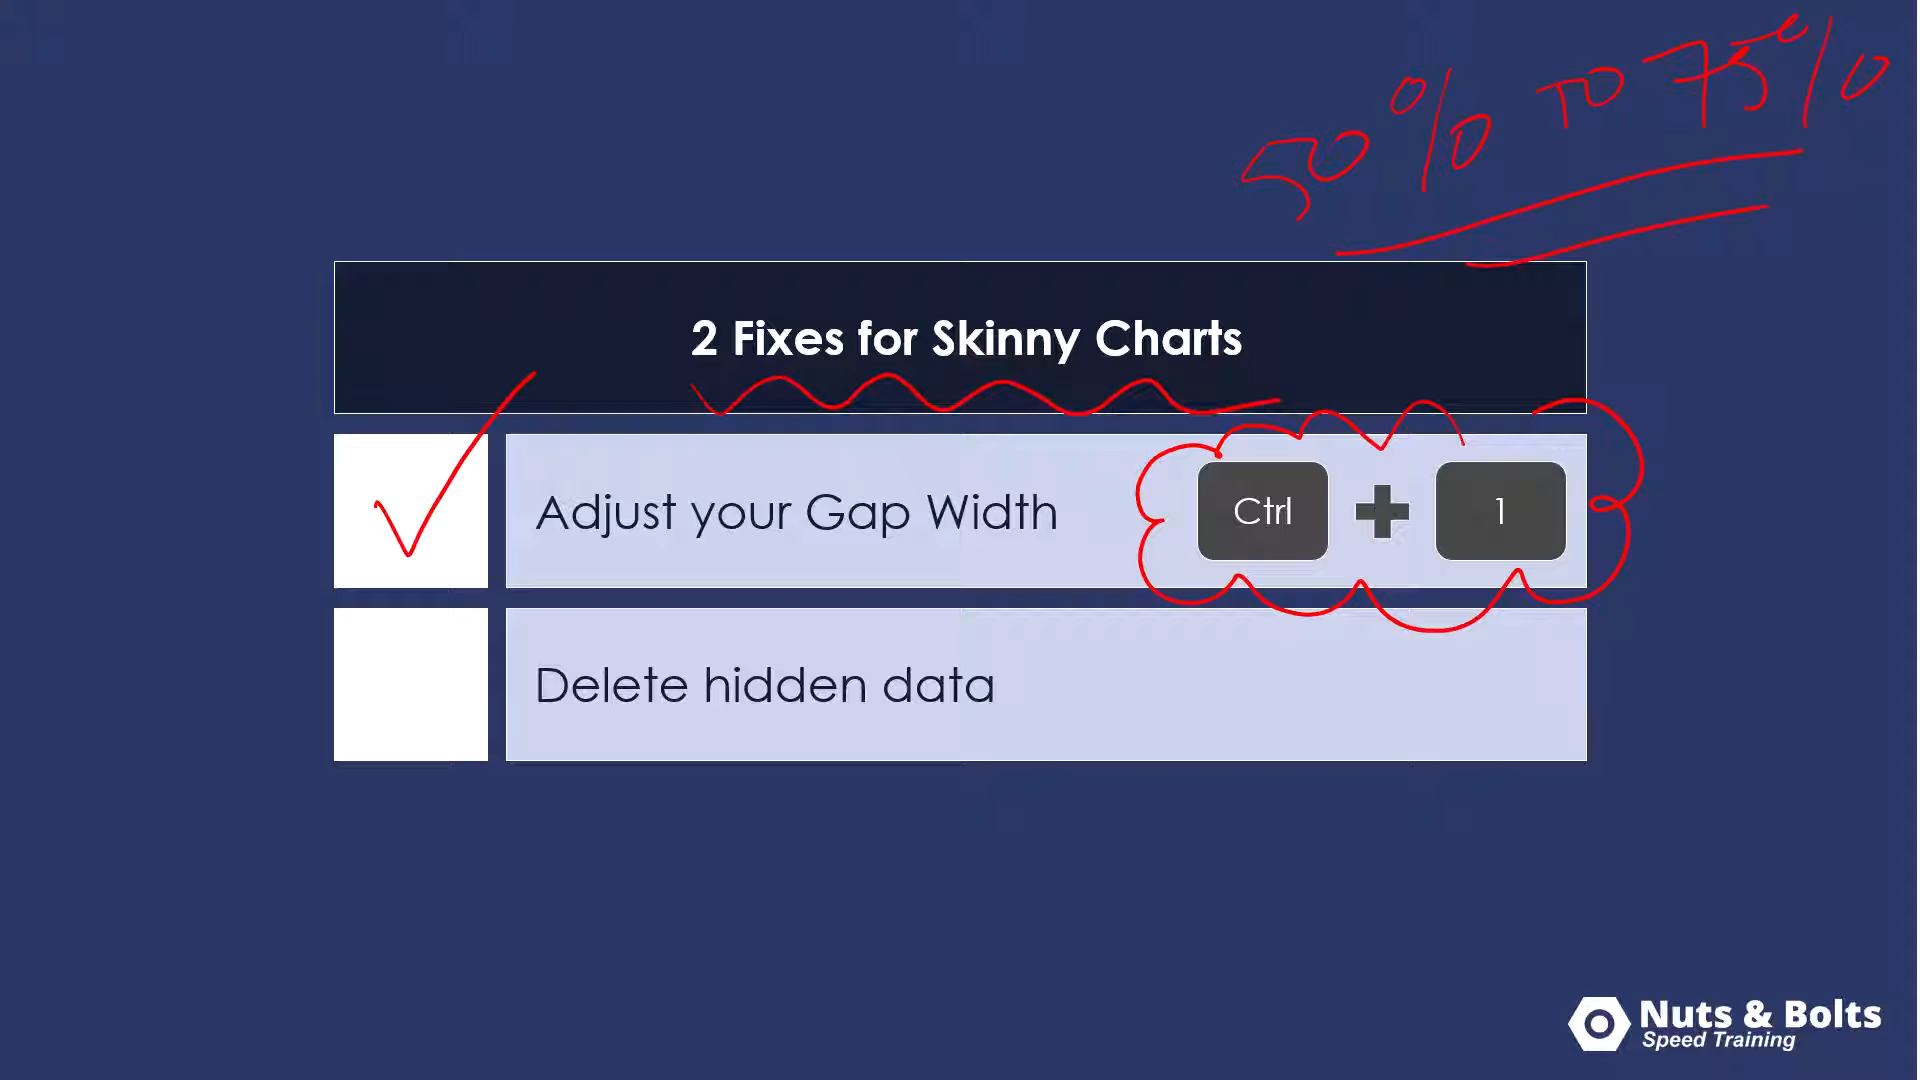 50% TO 75%
2 Fixes for Skinny Charts
Adjust your Gap Width Ctrl + 1
Delete hidden data
Nuts & Bolts
Speed Training